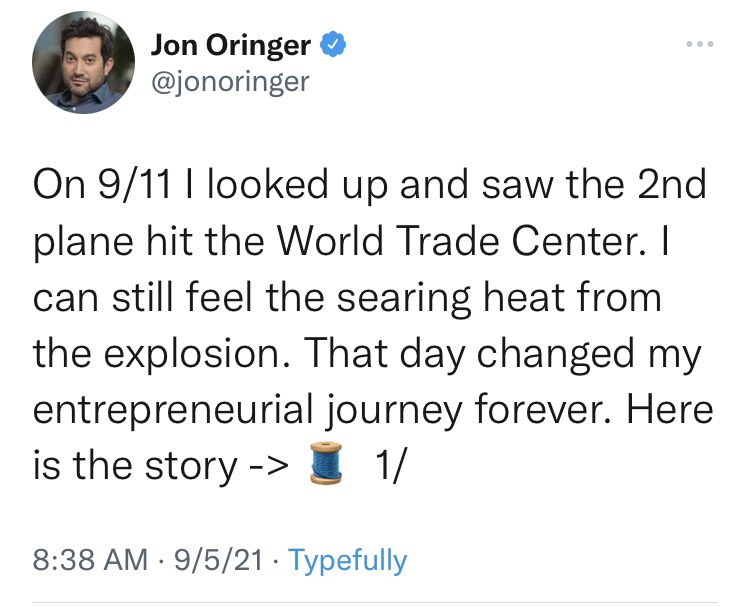 Jon Oringer
@jonoringer
On 9/11 I looked up and saw the 2nd
plane hit the World Trade Center. I
can still feel the searing heat from
the explosion. That day changed my
entrepreneurial journey forever. Here
is the story -> 🧵 1/
8:38 AM · 9/5/21 · Typefully